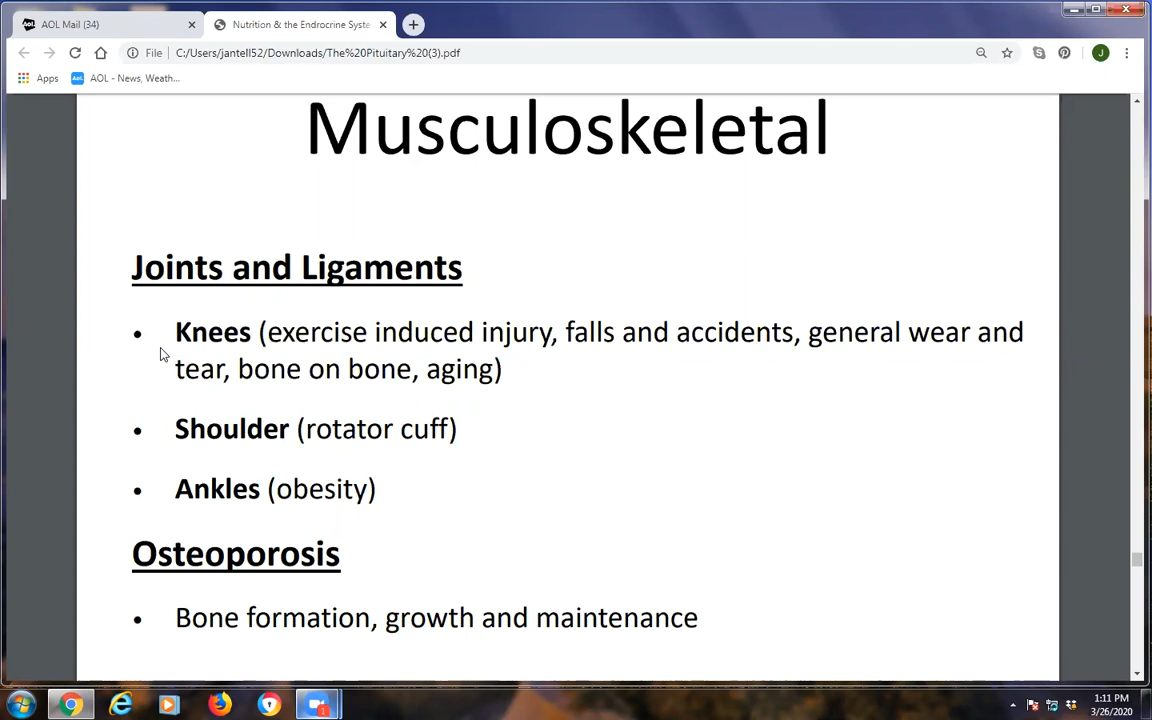 AOL Mail (34)
Nutrition & the Endocrine Syste
File C:/Users/jantell52/Downloads/The%20Pituitary%20(3).pdf
J
Apps AOL - News, Weath...
Musculoskeletal
Joints and Ligaments
• Knees (exercise induced injury, falls and accidents, general wear and
tear, bone on bone, aging)
• Shoulder (rotator cuff)
• Ankles (obesity)
Osteoporosis
• Bone formation, growth and maintenance
1:11 PM
3/26/2020